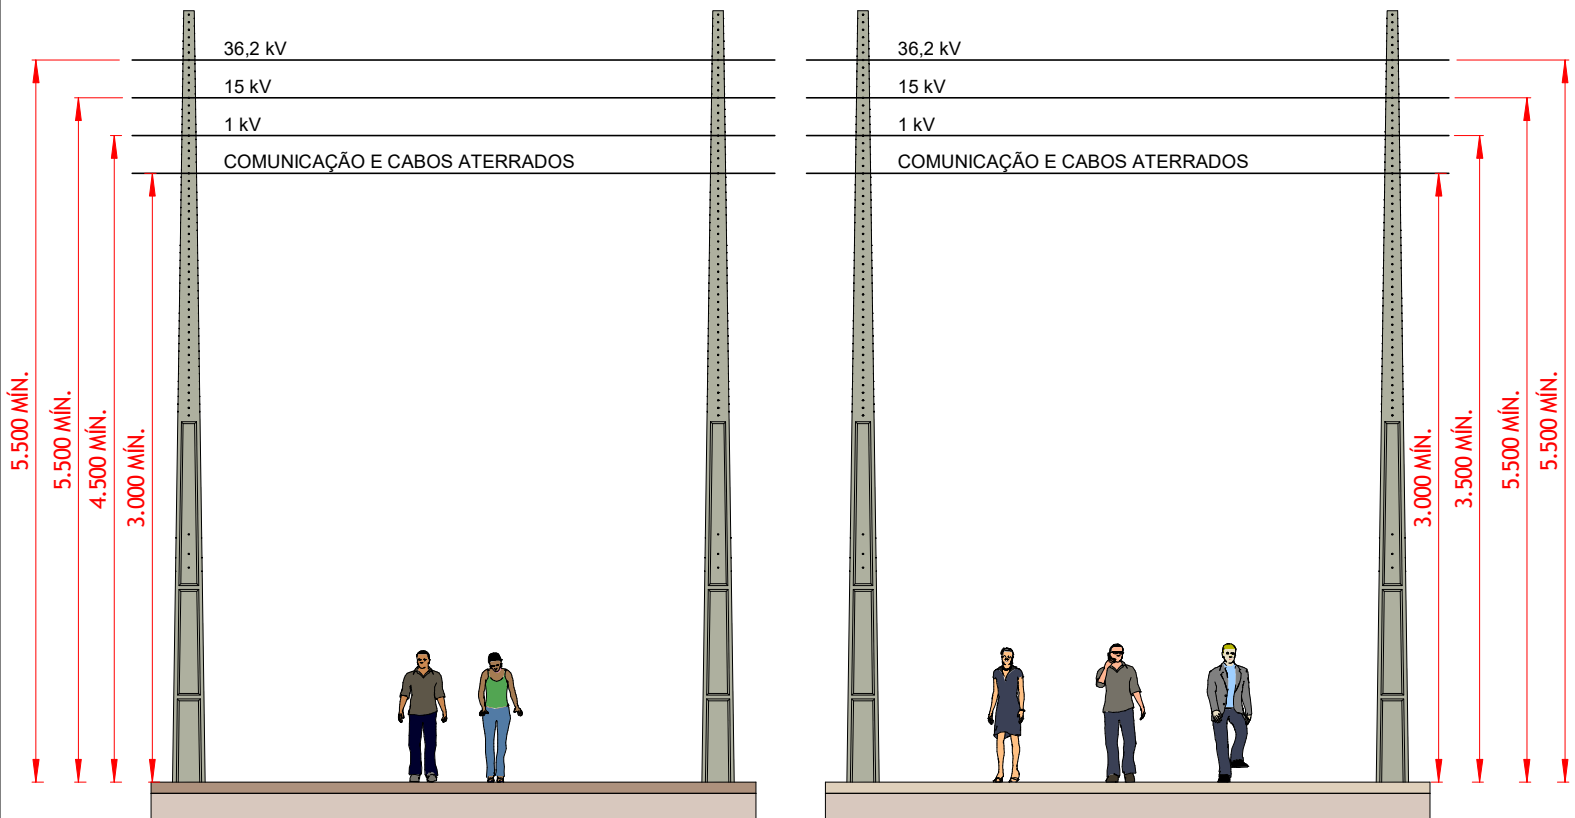 36,2 kV
15 kV
1 kV
COMUNICAÇÃO E CABOS ATERRADOS
5.500 MÍN.
5.500 MÍN.
4.500 MÍN.
3.000 MÍN.
36,2 kV
15 kV
1 kV
COMUNICAÇÃO E CABOS ATERRADOS
3.000 MÍN.
3.500 MÍN.
5.500 MÍN.
5.500 MÍN.